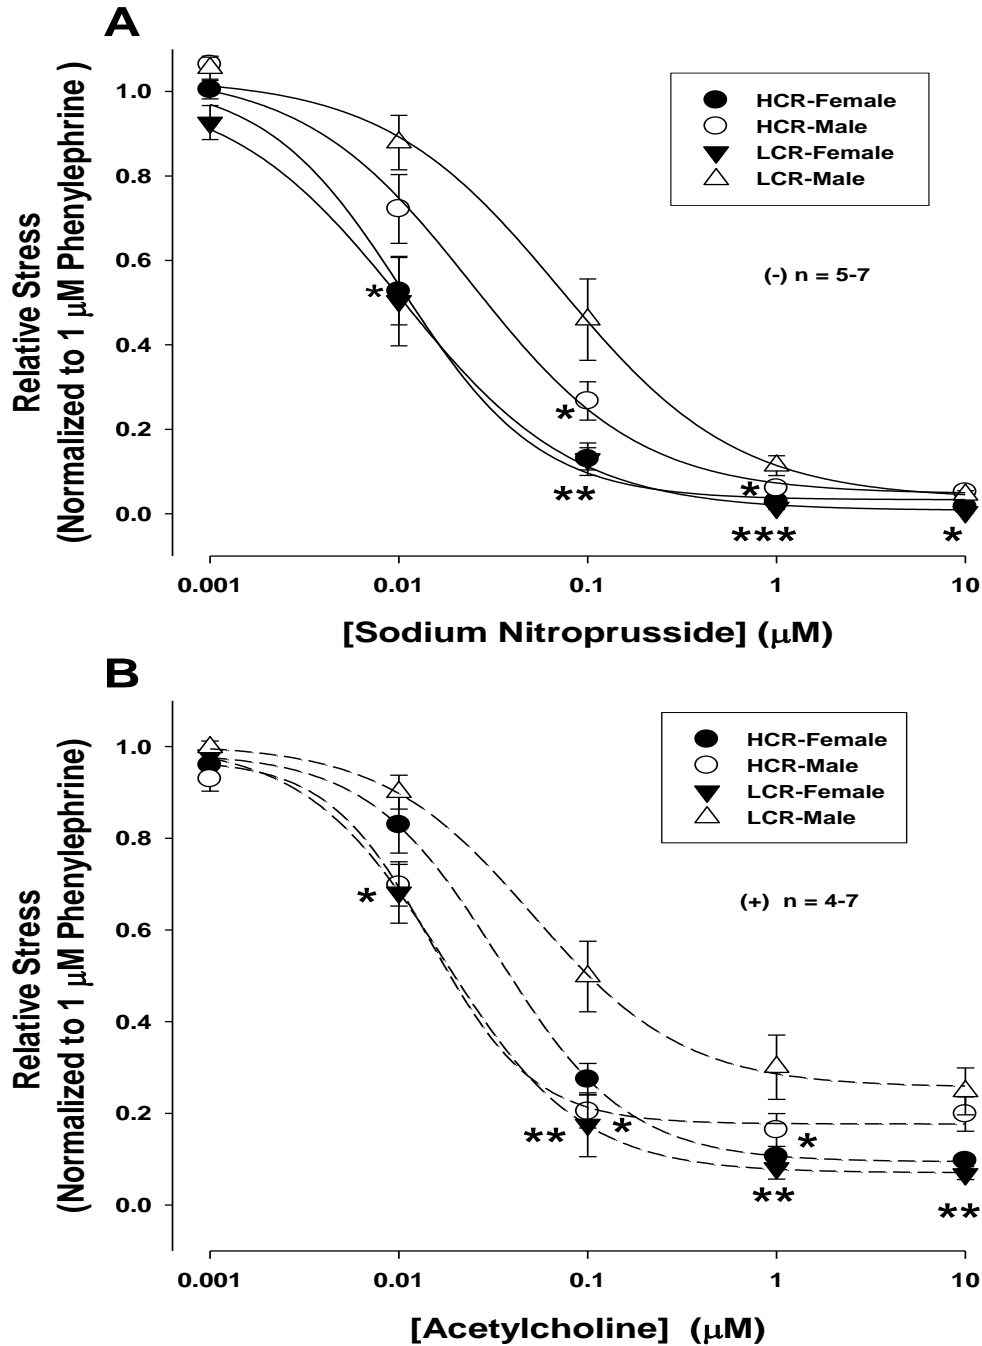 A
Relative Stress
(Normalized to 1 μM Phenylephrine )
1.0
0.8
0.6
0.4
0.2
0.0
HCR-Female
HCR-Male
LCR-Female
LCR-Male
(-) n = 5-7
*
*
**
*
***
*
0.001
0.01
0.1
1
10
[Sodium Nitroprusside] (μM)
B
Relative Stress
(Normalized to 1 μM Phenylephrine)
1.0
0.8
0.6
0.4
0.2
0.0
HCR-Female
HCR-Male
LCR-Female
LCR-Male
(+) n = 4-7
*
**
*
*
**
**
0.001
0.01
0.1
1
10
[Acetylcholine] (μM)